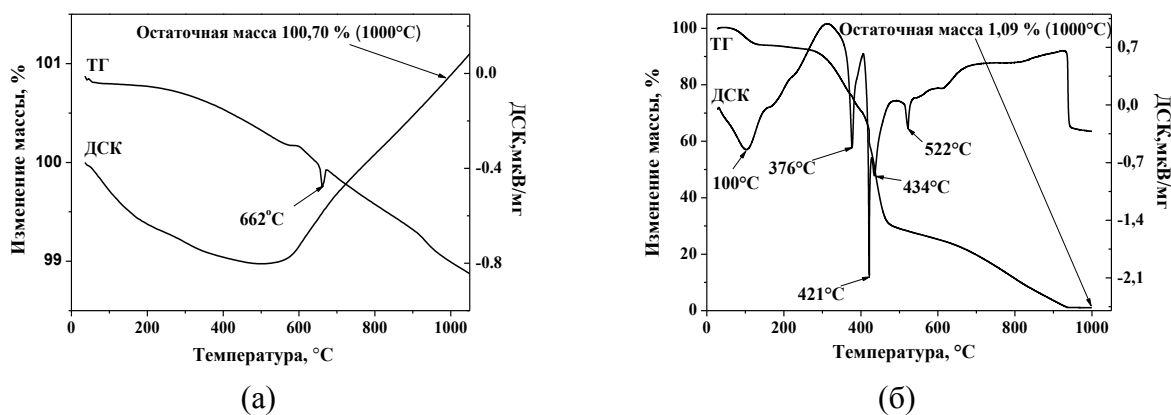 Остаточная масса 100,70 % (1000°C)
101
100
99
Изменение массы, %
ТГ
ДСК
662°C
0,0
-0,4
-0,8
ДСК,мкВ/мг
0 200 400 600 800 1000
Температура, °C
(а)
Остаточная масса 1,09 % (1000°C)
100
80
60
40
20
0
Изменение массы, %
ТГ
ДСК
100°C
376°C
421°C
434°C
522°C
0,7
0,0
-0,7
-1,4
-2,1
ДСК,мкВ/мг
0 200 400 600 800 1000
Температура, °C
(б)